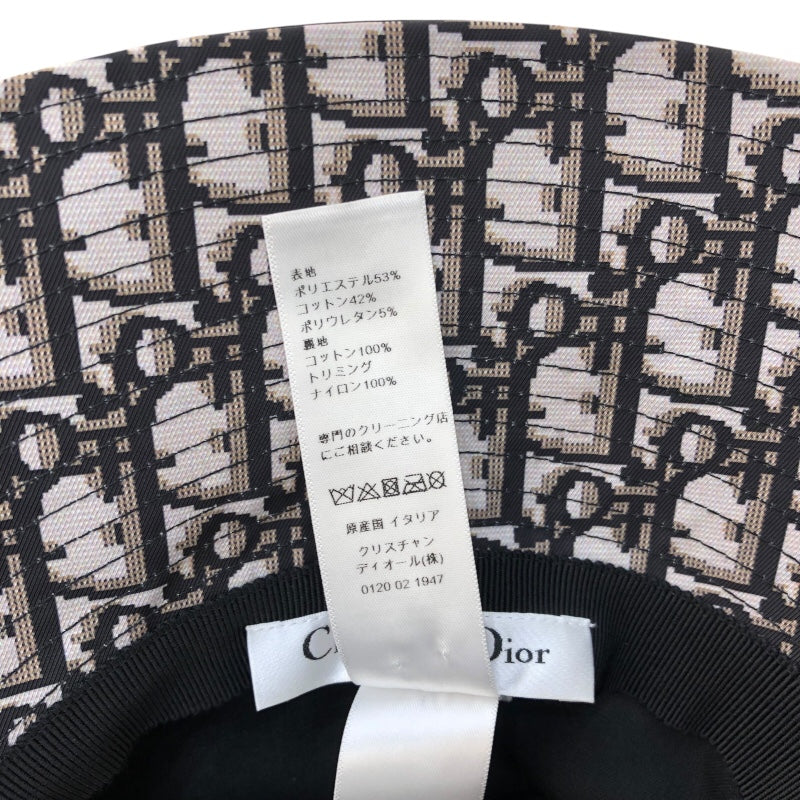 表地
ポリエステル53%
コットン42%
ポリウレタン5%
裏地
コットン100%
トリミング
ナイロン100%
専門のクリーニング店
にご相談ください。
原産国 イタリア
クリスチャン
ディオール(株)
0120 02 1947
Dior